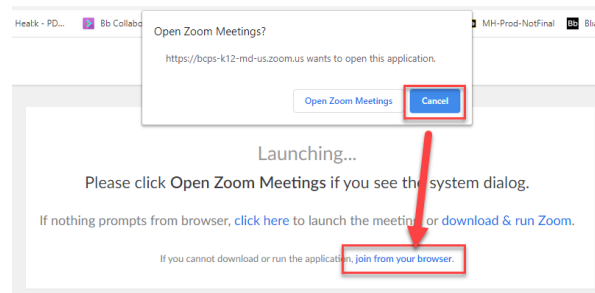 Heatk - PD... Bb Collabo MH-Prod-NotFinal Bb Bla
Open Zoom Meetings?
https://bcps-k12-md-us.zoom.us wants to open this application.
Open Zoom Meetings Cancel
Launching...
Please click Open Zoom Meetings if you see the system dialog.
If nothing prompts from browser, click here to launch the meeting, or download & run Zoom.
If you cannot download or run the application, join from your browser.